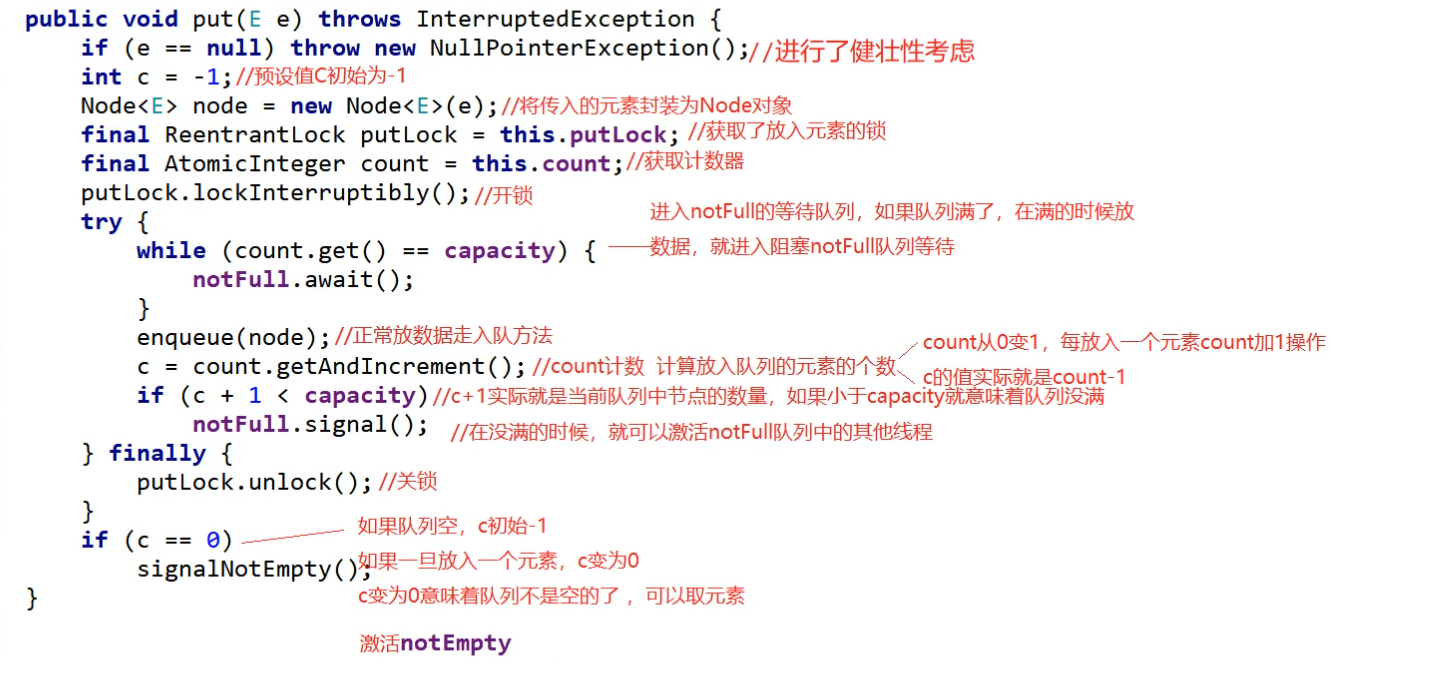 public void put(E e) throws InterruptedException {
if (e == null) throw new NullPointerException();//进行了健壮性考虑
int c = -1;//预设值C初始为-1
Node<E> node = new Node<E>(e);//将传入的元素封装为Node对象
final ReentrantLock putLock = this.putLock; //获取了放入元素的锁
final AtomicInteger count = this.count;//获取计数器
putLock.lockInterruptibly();//开锁
try {
进入notFull的等待队列，如果队列满了，在满的时候放
while (count.get() == capacity) {
数据，就进入阻塞notFull队列等待
notFull.await();
}
enqueue(node);//正常放数据走入队方法
count从0变1，每放入一个元素count加1操作
c = count.getAndIncrement(); //count计数 计算放入队列的元素的个数
c的值实际就是count-1
if (c + 1 < capacity)//c+1实际就是当前队列中节点的数量，如果小于capacity就意味着队列没满
notFull.signal(); //在没满的时候，就可以激活notFull队列中的其他线程
} finally {
putLock.unlock();//关锁
}
如果队列空，c初始-1
if (c == 0)
如果一旦放入一个元素，c变为0
signalNotEmpty();
c变为0意味着队列不是空的了 ，可以取元素
}
激活notEmpty